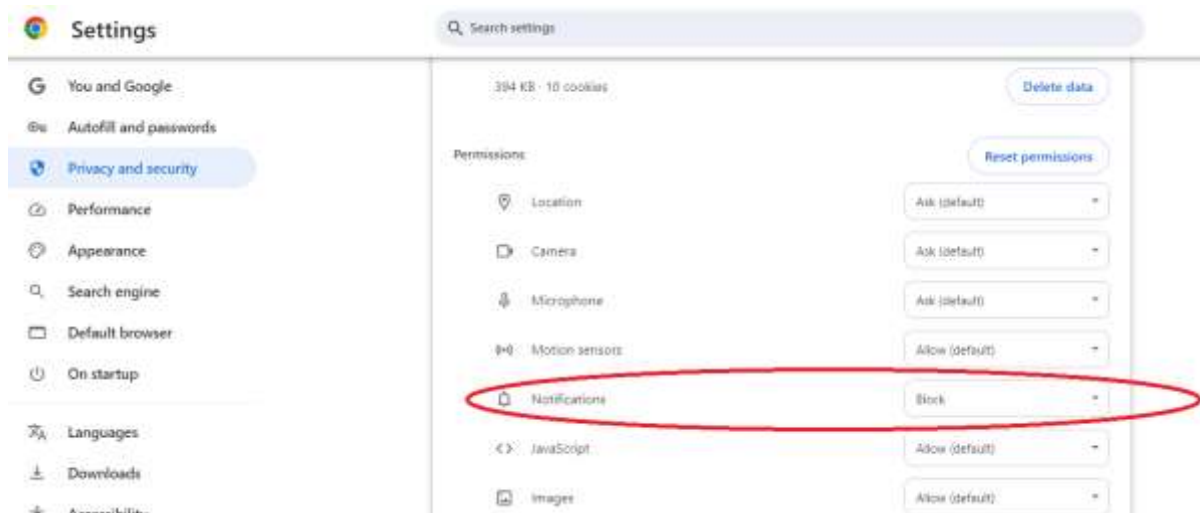 Settings
Search settings
You and Google
Autofill and passwords
Privacy and security
Performance
Appearance
Search engine
Default browser
On startup
Languages
Downloads
Accessibility
394 KB · 10 cookies
Delete data
Permissions
Reset permissions
Location
Ask (default)
Camera
Ask (default)
Microphone
Ask (default)
Motion sensors
Allow (default)
Notifications
Block
JavaScript
Allow (default)
Images
Allow (default)